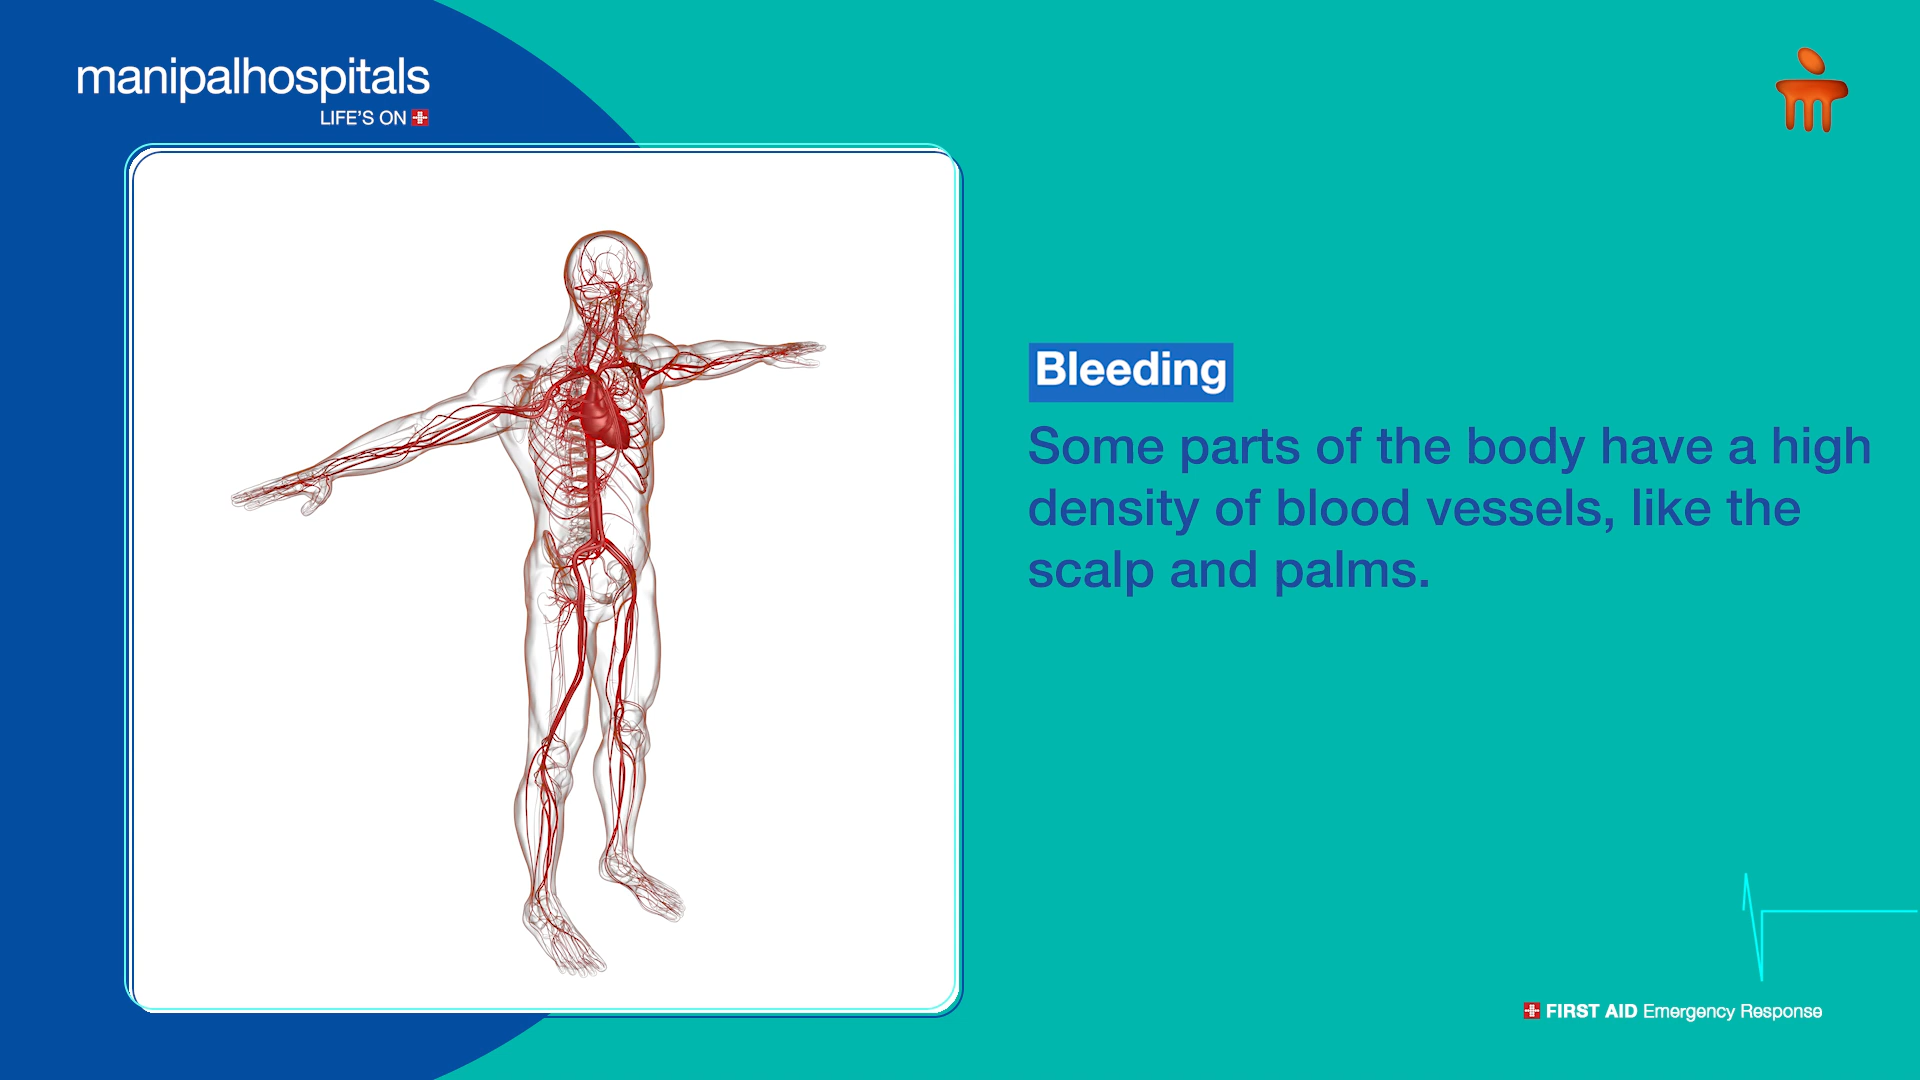 manipalhospitals
LIFE'S ON
Bleeding
Some parts of the body have a high
density of blood vessels, like the
scalp and palms.
FIRST AID Emergency Response